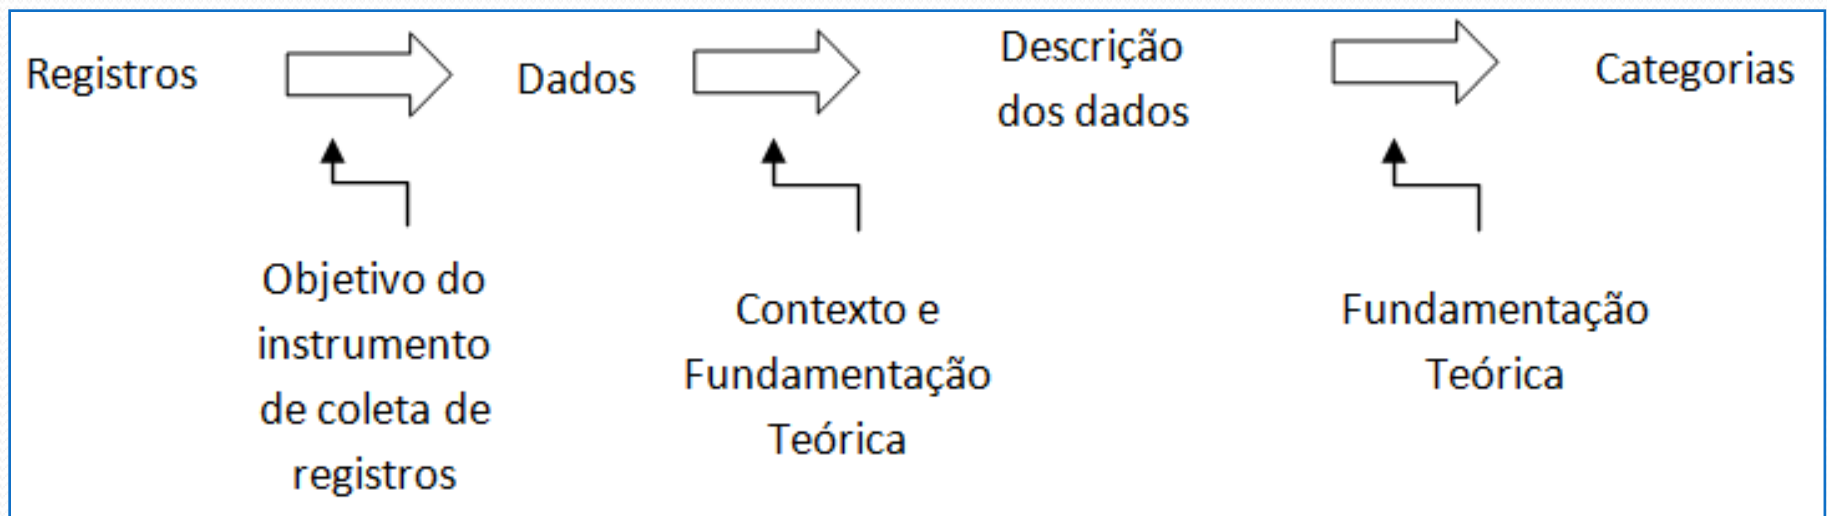 Registros
Dados
Descrição
dos dados
Categorias
Objetivo do
instrumento
de coleta de
registros
Contexto e
Fundamentação
Teórica
Fundamentação
Teórica